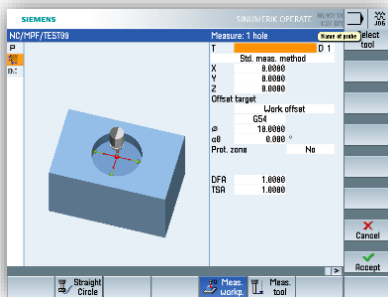 SIEMENS
SINUMERIK OPERATE
JOG
NC/MPF/TEST99
Measure: 1 hole
Name of probe
Select
tool
T D 1
Std. meas. method
X 0.0000
Y 0.0000
Z 0.0000
Offset target
Work offset
G54
ø 10.0000
α0 0.000 °
Prot. zone No
DFA 1.0000
TSA 1.0000
Cancel
Accept
Straight
Circle
Meas.
workp.
Meas.
tool